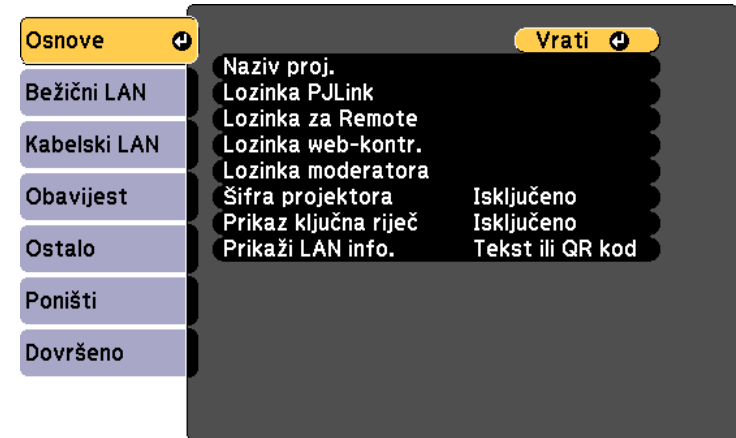 Osnove
Bežični LAN
Kabelski LAN
Obavijest
Ostalo
Poništi
Dovršeno
Vrati
Naziv proj.
Lozinka PJLink
Lozinka za Remote
Lozinka web-kontr.
Lozinka moderatora
Šifra projektora Isključeno
Prikaz ključna riječ Isključeno
Prikaži LAN info. Tekst ili QR kod